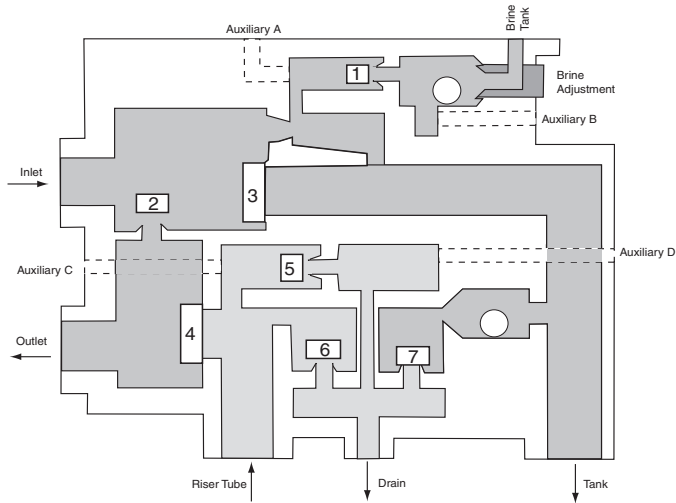 Auxiliary A
Brine
Tank
1
Brine
Adjustment
Auxiliary B
Inlet
2
3
Auxiliary C
5
Auxiliary D
Outlet
4
6
7
Riser Tube
Drain
Tank